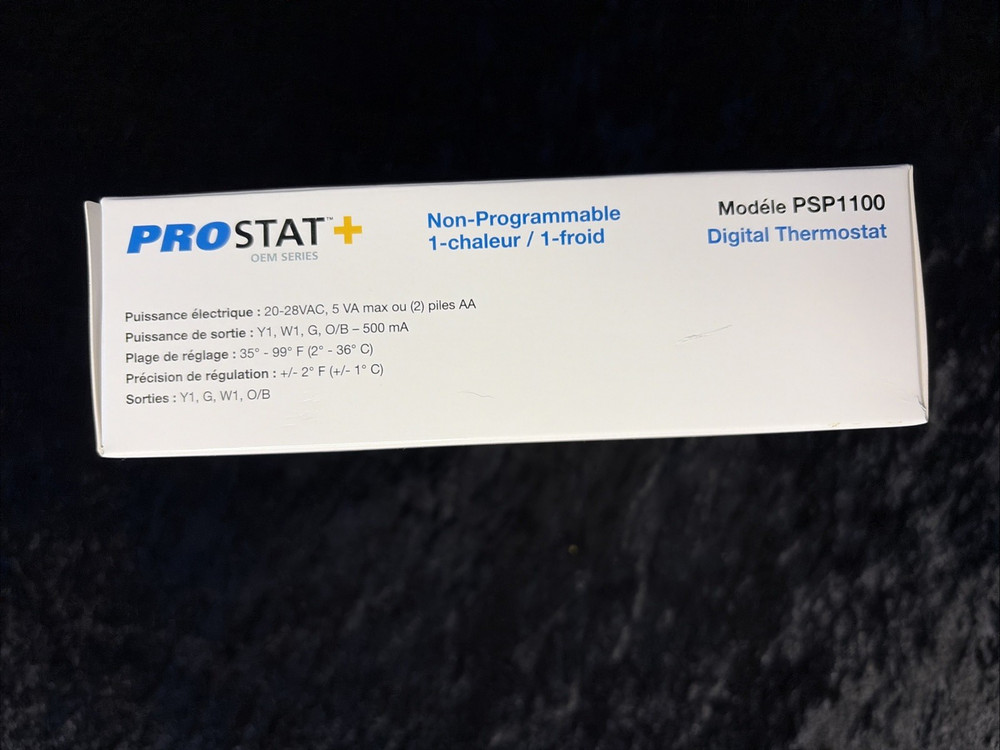 PROSTAT™+
OEM SERIES
Non-Programmable
1-chaleur / 1-froid
Modéle PSP1100
Digital Thermostat
Puissance électrique : 20-28VAC, 5 VA max ou (2) piles AA
Puissance de sortie : Y1, W1, G, O/B – 500 mA
Plage de réglage : 35° - 99° F (2° - 36° C)
Précision de régulation : +/- 2° F (+/- 1° C)
Sorties : Y1, G, W1, O/B